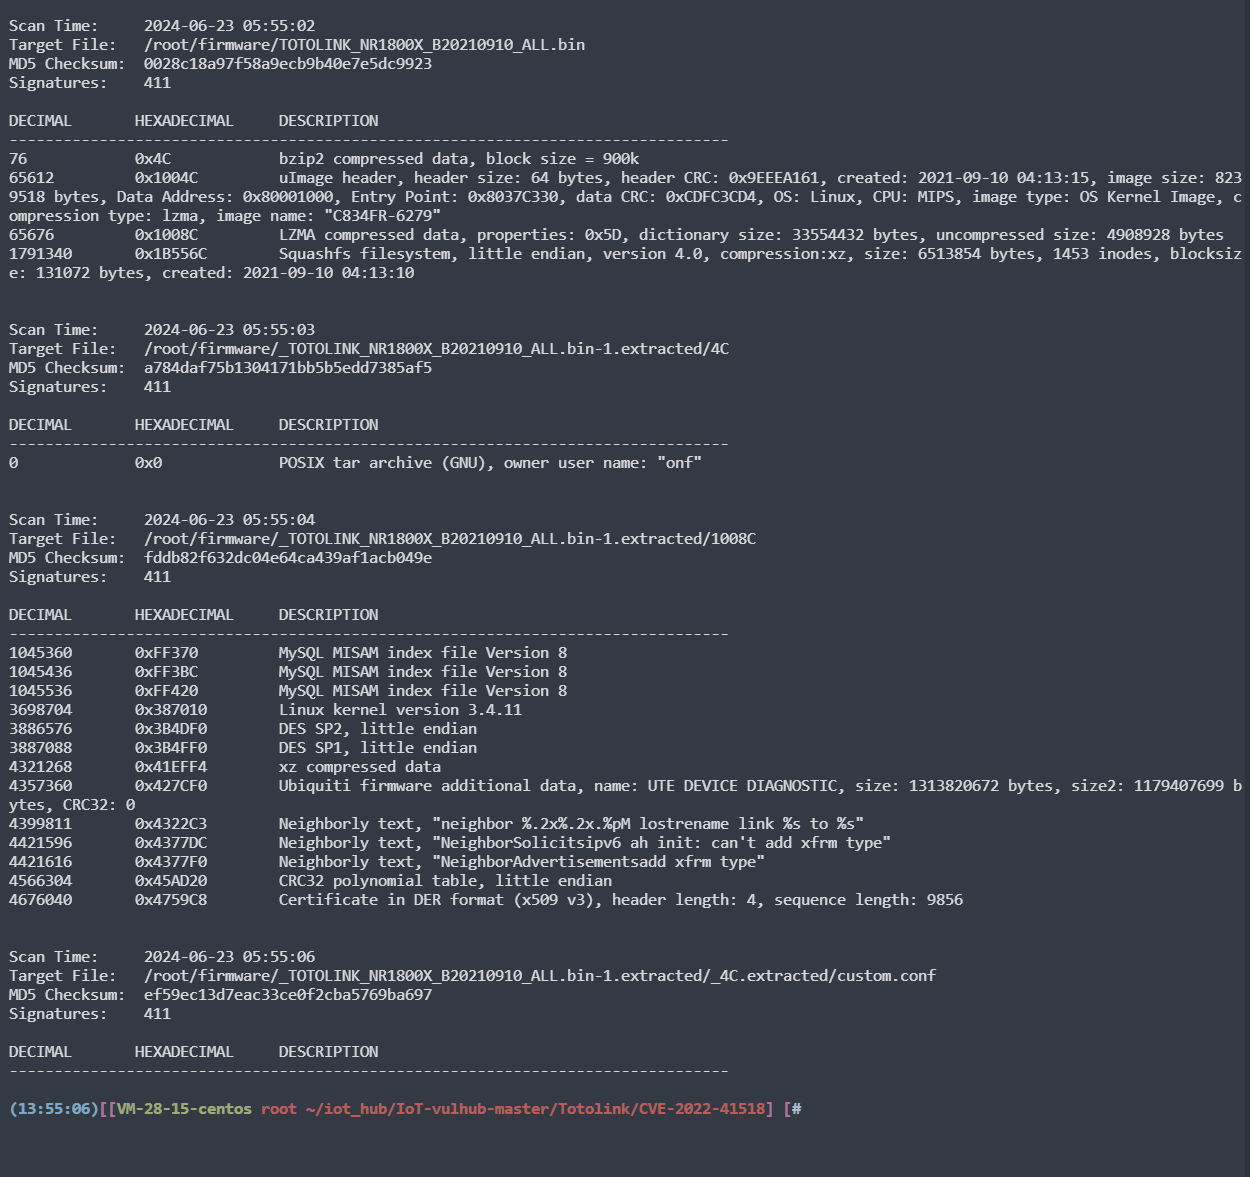 Scan Time:     2024-06-23 05:55:02
Target File:   /root/firmware/TOTOLINK_NR1800X_B20210910_ALL.bin
MD5 Checksum:  0028c18a97f58a9ecb9b40e7e5dc9923
Signatures:    411
DECIMAL       HEXADECIMAL     DESCRIPTION
--------------------------------------------------------------------------------
76            0x4C            bzip2 compressed data, block size = 900k
65612         0x1004C         uImage header, header size: 64 bytes, header CRC: 0x9EEEA161, created: 2021-09-10 04:13:15, image size: 823
9518 bytes, Data Address: 0x80001000, Entry Point: 0x8037C330, data CRC: 0xCDFC3CD4, OS: Linux, CPU: MIPS, image type: OS Kernel Image, c
ompression type: lzma, image name: "C834FR-6279"
65676         0x1008C         LZMA compressed data, properties: 0x5D, dictionary size: 33554432 bytes, uncompressed size: 4908928 bytes
1791340       0x1B556C        Squashfs filesystem, little endian, version 4.0, compression:xz, size: 6513854 bytes, 1453 inodes, blocksiz
e: 131072 bytes, created: 2021-09-10 04:13:10
Scan Time:     2024-06-23 05:55:03
Target File:   /root/firmware/_TOTOLINK_NR1800X_B20210910_ALL.bin-1.extracted/4C
MD5 Checksum:  a784daf75b1304171bb5b5edd7385af5
Signatures:    411
DECIMAL       HEXADECIMAL     DESCRIPTION
--------------------------------------------------------------------------------
0             0x0             POSIX tar archive (GNU), owner user name: "onf"
Scan Time:     2024-06-23 05:55:04
Target File:   /root/firmware/_TOTOLINK_NR1800X_B20210910_ALL.bin-1.extracted/1008C
MD5 Checksum:  fddb82f632dc04e64ca439af1acb049e
Signatures:    411
DECIMAL       HEXADECIMAL     DESCRIPTION
--------------------------------------------------------------------------------
1045360       0xFF370         MySQL MISAM index file Version 8
1045436       0xFF3BC         MySQL MISAM index file Version 8
1045536       0xFF420         MySQL MISAM index file Version 8
3698704       0x387010        Linux kernel version 3.4.11
3886576       0x3B4DF0        DES SP2, little endian
3887088       0x3B4FF0        DES SP1, little endian
4321268       0x41EFF4        xz compressed data
4357360       0x427CF0        Ubiquiti firmware additional data, name: UTE DEVICE DIAGNOSTIC, size: 1313820672 bytes, size2: 1179407699 b
ytes, CRC32: 0
4399811       0x4322C3        Neighborly text, "neighbor %.2x%.2x.%pM lostrename link %s to %s"
4421596       0x4377DC        Neighborly text, "NeighborSolicitsipv6 ah init: can't add xfrm type"
4421616       0x4377F0        Neighborly text, "NeighborAdvertisementsadd xfrm type"
4566304       0x45AD20        CRC32 polynomial table, little endian
4676040       0x4759C8        Certificate in DER format (x509 v3), header length: 4, sequence length: 9856
Scan Time:     2024-06-23 05:55:06
Target File:   /root/firmware/_TOTOLINK_NR1800X_B20210910_ALL.bin-1.extracted/_4C.extracted/custom.conf
MD5 Checksum:  ef59ec13d7eac33ce0f2cba5769ba697
Signatures:    411
DECIMAL       HEXADECIMAL     DESCRIPTION
--------------------------------------------------------------------------------
(13:55:06)[[VM-28-15-centos root ~/iot_hub/IoT-vulhub-master/Totolink/CVE-2022-41518] [#